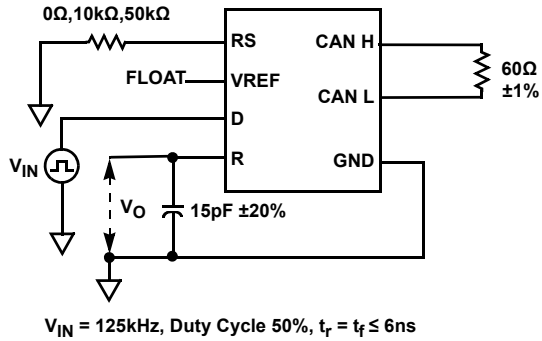 0Ω,10kΩ,50kΩ
RS
CAN H
FLOAT
VREF
60Ω
±1%
CAN L
D
VIN
R
GND
VO
15pF ±20%
VIN = 125kHz, Duty Cycle 50%, tr = tf ≤ 6ns